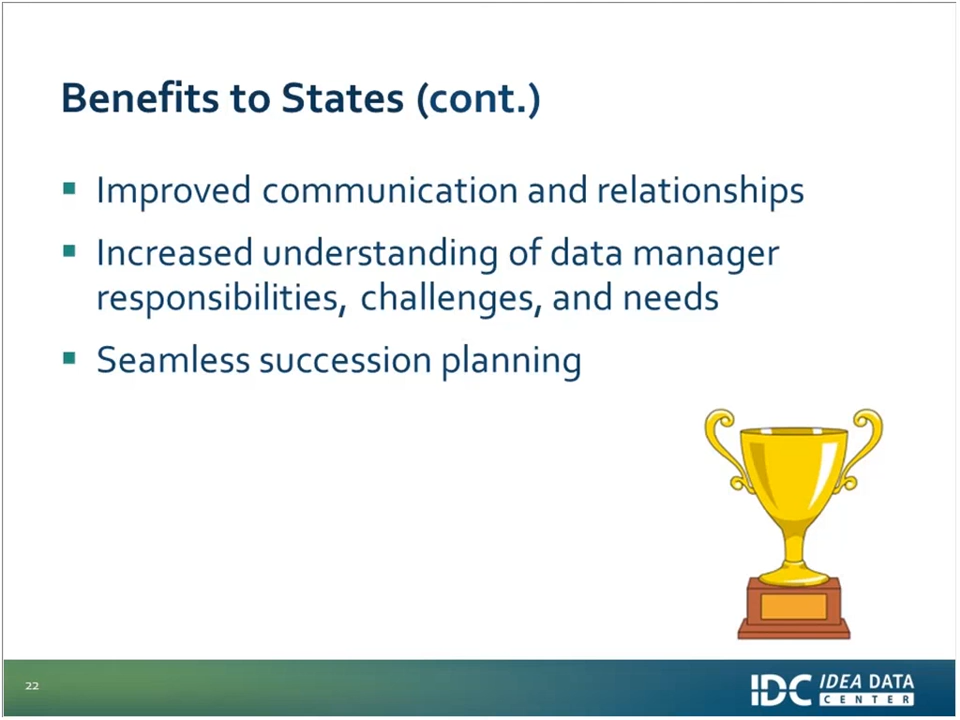 Benefits to States (cont.)
▪ Improved communication and relationships
▪ Increased understanding of data manager
responsibilities, challenges, and needs
▪ Seamless succession planning
22
IDC IDEA DATA
CENTER